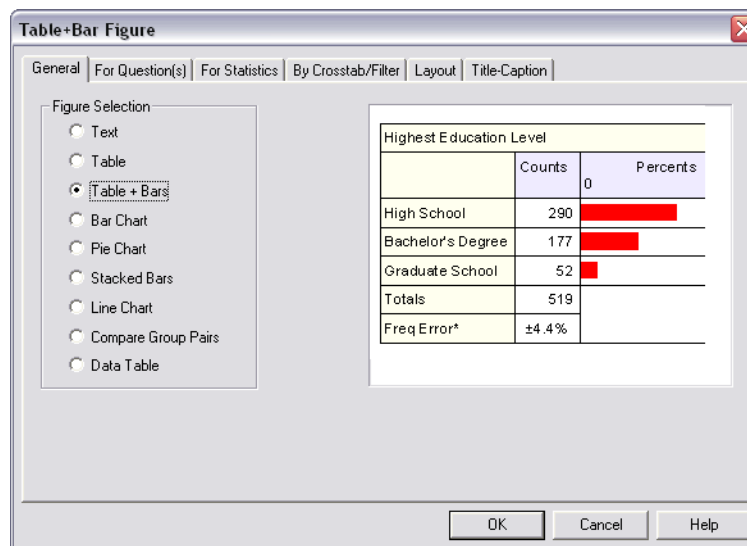 Table+Bar Figure
General For Question(s) For Statistics By Crosstab/Filter Layout Title-Caption
Figure Selection
Text
Table
Table + Bars
Bar Chart
Pie Chart
Stacked Bars
Line Chart
Compare Group Pairs
Data Table
Highest Education Level
Counts Percents
0
High School 290
Bachelor's Degree 177
Graduate School 52
Totals 519
Freq Error* ±4.4%
OK Cancel Help